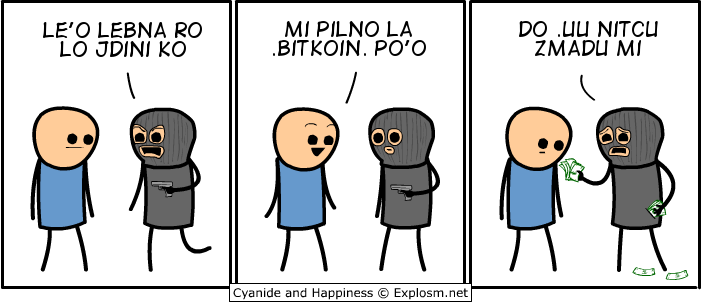 LE'O LEBNA RO
LO JDINI KO
MI PILNO LA
.BITKOIN. PO'O
DO .UU NITCU
ZMADU MI
Cyanide and Happiness © Explosm.net